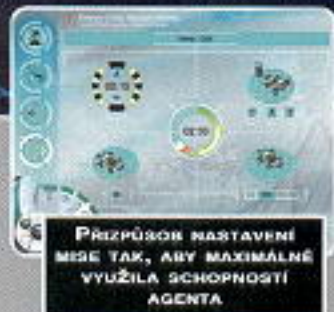 PŘIZPŮSOB NASTAVENÍ
MISE TAK, ABY MAXIMÁLNĚ
VYUŽILA SCHOPNOSTÍ
AGENTA